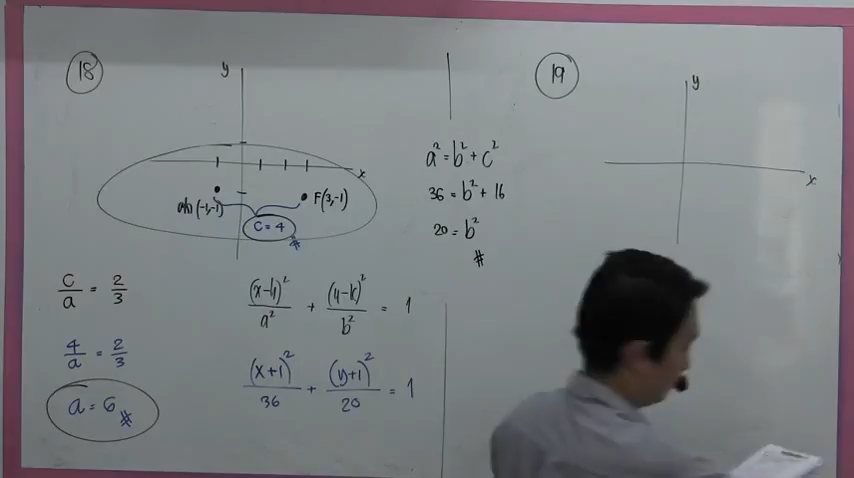 18
y
x
(-1,-1)
F(3,-1)
c = 4
a² = b² + c²
36 = b² + 16
20 = b²
#
c/a = 2/3
4/a = 2/3
a = 6 #
(x-h)²/a² + (y-k)²/b² = 1
(x+1)²/36 + (y+1)²/20 = 1
19
y
x